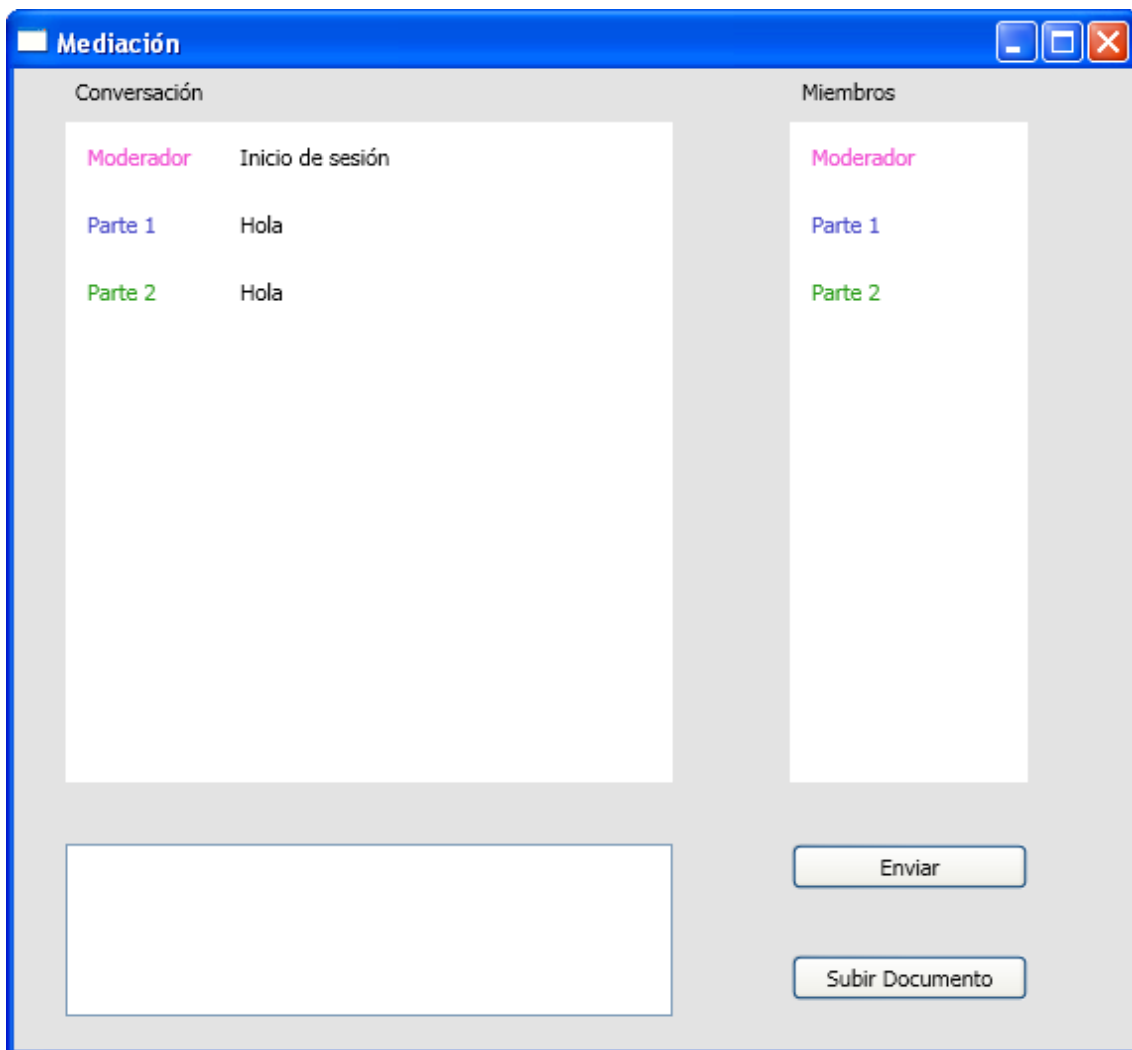 Mediación
Conversación Miembros
Moderador Inicio de sesión Moderador
Parte 1 Hola Parte 1
Parte 2 Hola Parte 2
Enviar
Subir Documento